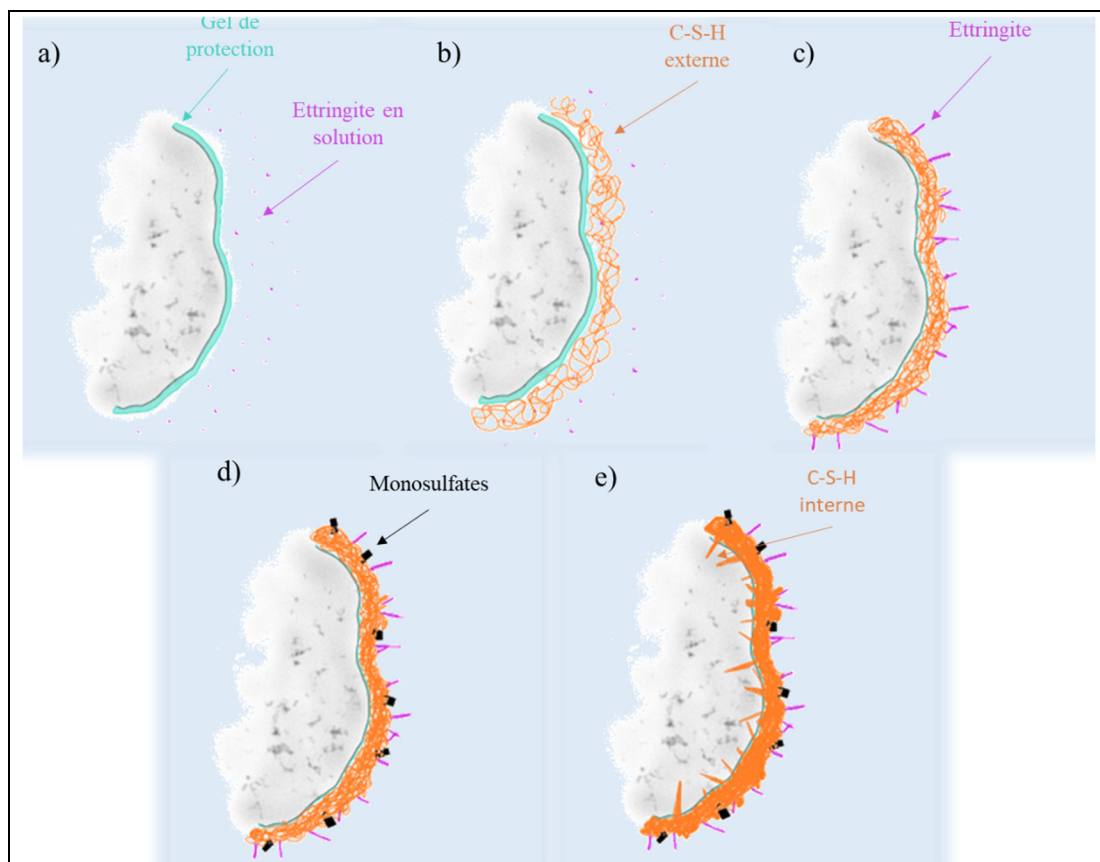 Gel de
protection
a)
Ettringite en
solution
b)
C-S-H
externe
c)
Ettringite
d)
Monosulfates
e)
C-S-H
interne